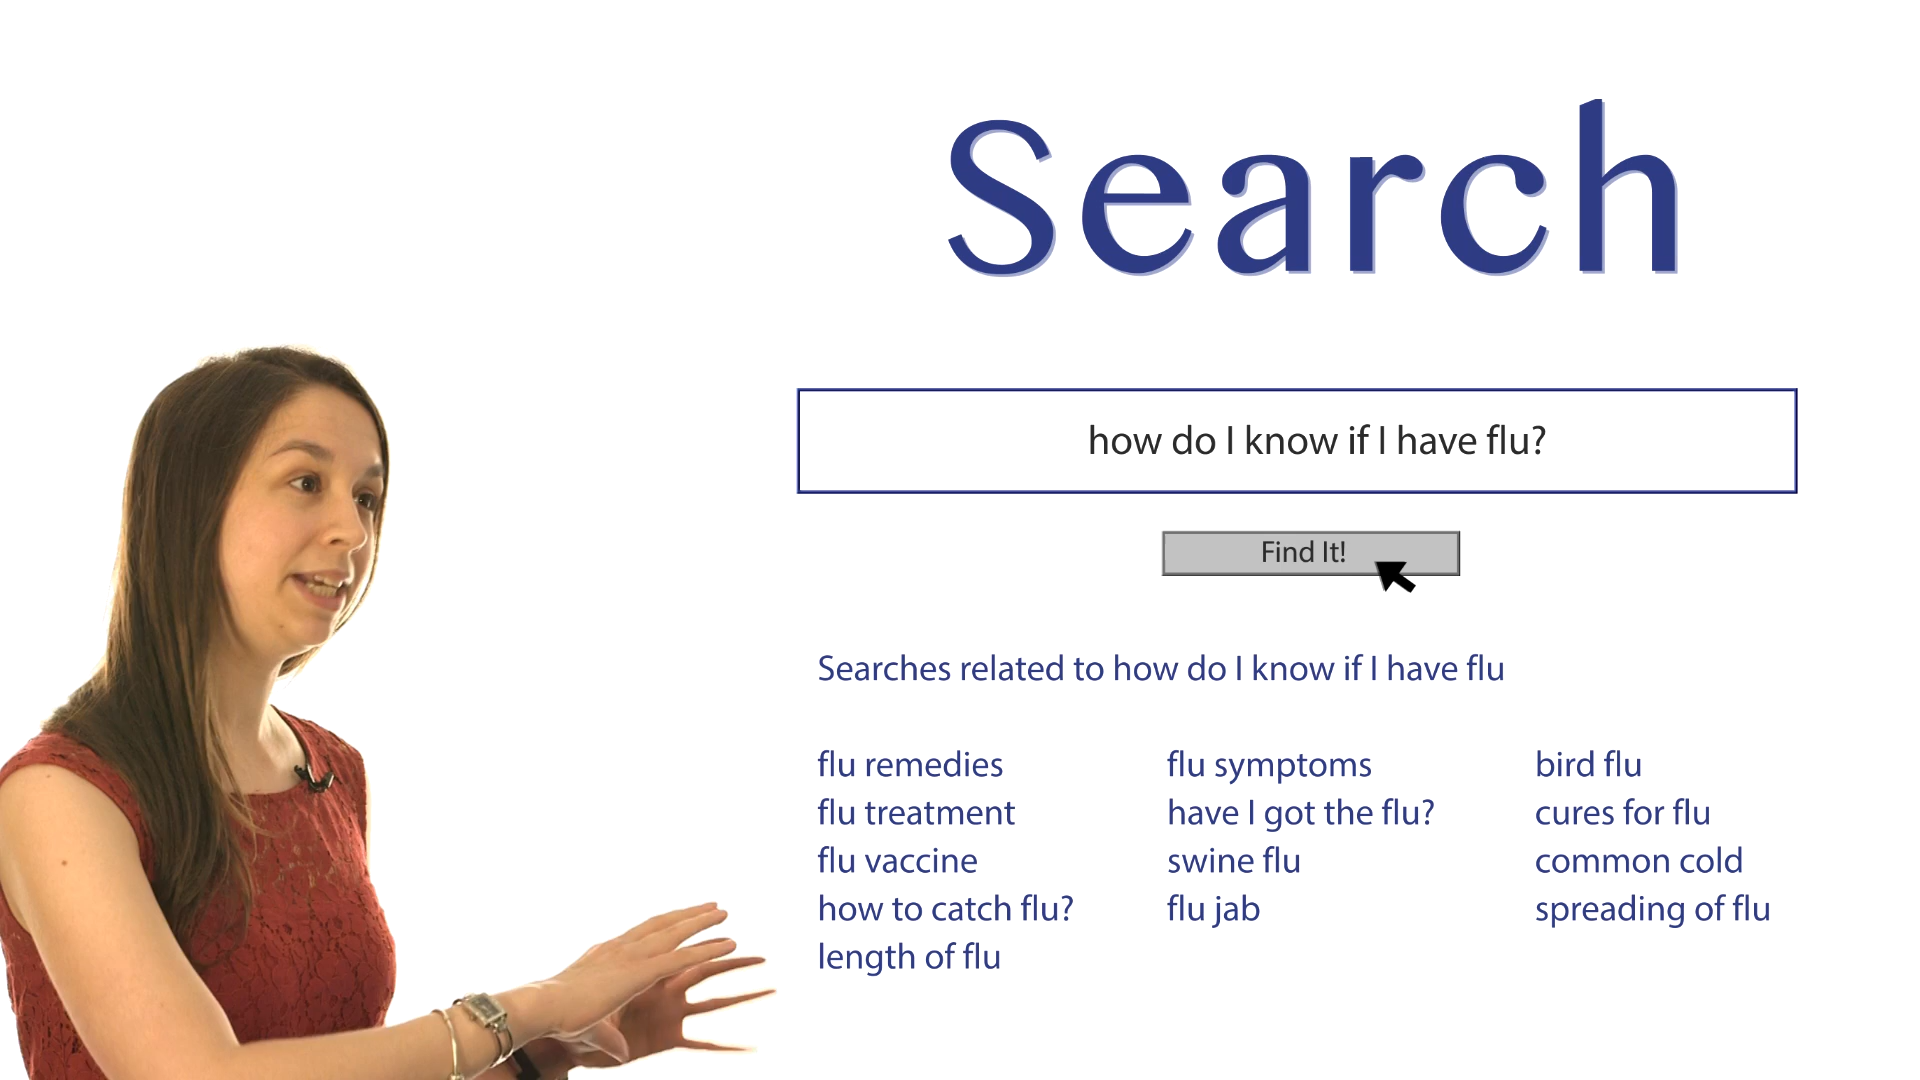 Search
how do I know if I have flu?
Find It!
Searches related to how do I know if I have flu
flu remedies
flu treatment
flu vaccine
how to catch flu?
length of flu
flu symptoms
have I got the flu?
swine flu
flu jab
bird flu
cures for flu
common cold
spreading of flu